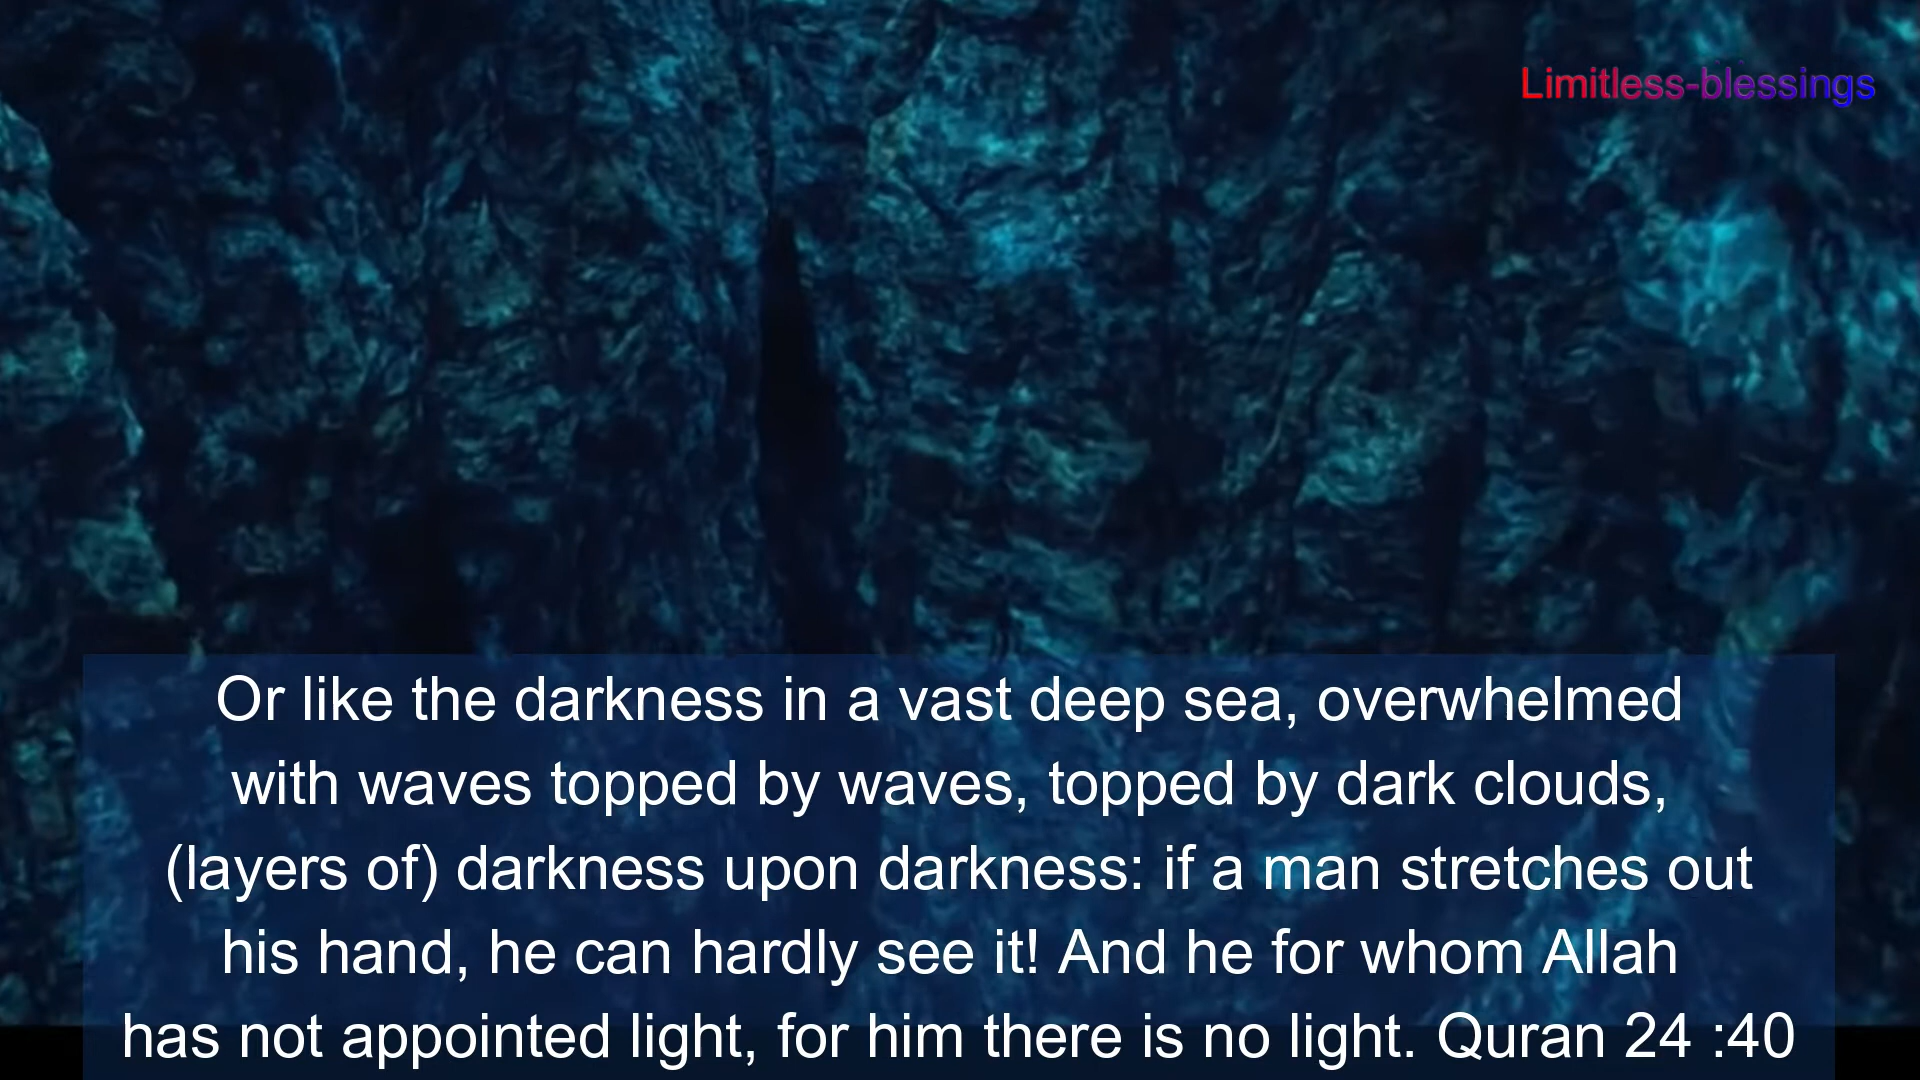 Limitless-blessings
Or like the darkness in a vast deep sea, overwhelmed
with waves topped by waves, topped by dark clouds,
(layers of) darkness upon darkness: if a man stretches out
his hand, he can hardly see it! And he for whom Allah
has not appointed light, for him there is no light. Quran 24 :40